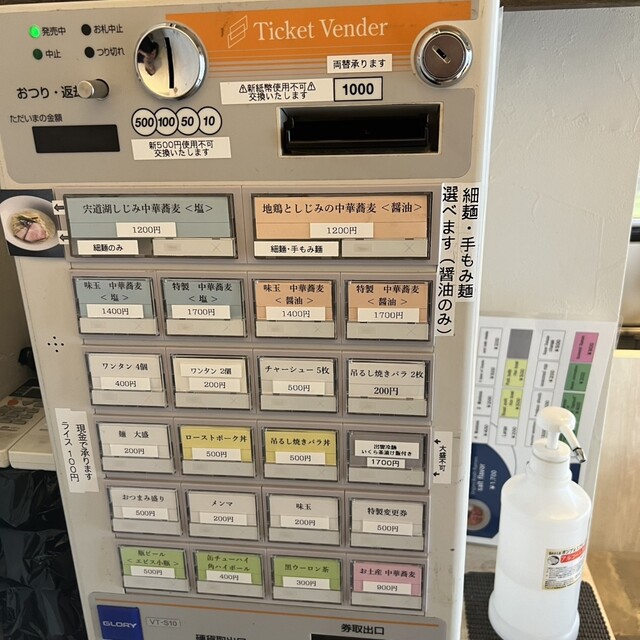 発売中
お札中止
中止
つり切れ
Ticket Vender
両替承ります
おつり・返却
ただいまの金額
500 100 50 10
新500円使用不可
交換いたします
⚠新紙幣使用不可⚠
交換いたします
1000
宍道湖しじみ中華蕎麦 <塩>
1200円
細麺のみ
地鶏としじみの中華蕎麦 <醤油>
1200円
細麺・手もみ麺
細麺・手もみ麺
選べます(醤油のみ)
味玉 中華蕎麦
< 塩 >
1400円
特製 中華蕎麦
< 塩 >
1700円
味玉 中華蕎麦
< 醤油 >
1400円
特製 中華蕎麦
< 醤油 >
1700円
ワンタン 4個
400円
ワンタン 2個
200円
チャーシュー 5枚
500円
吊るし焼きバラ 2枚
200円
現金で承ります
ライス 100円
麺 大盛
200円
ローストポーク丼
500円
吊るし焼きバラ丼
500円
いくら茶漬け飯付き
1700円
大盛不可
おつまみ盛り
500円
メンマ
200円
味玉
200円
特製変更券
500円
瓶ビール
< エビス小瓶 >
500円
缶チューハイ
角ハイボール
400円
黒ウーロン茶
300円
お土産 中華蕎麦
900円
GLORY
VT-S10
硬貨取出口
券取出口